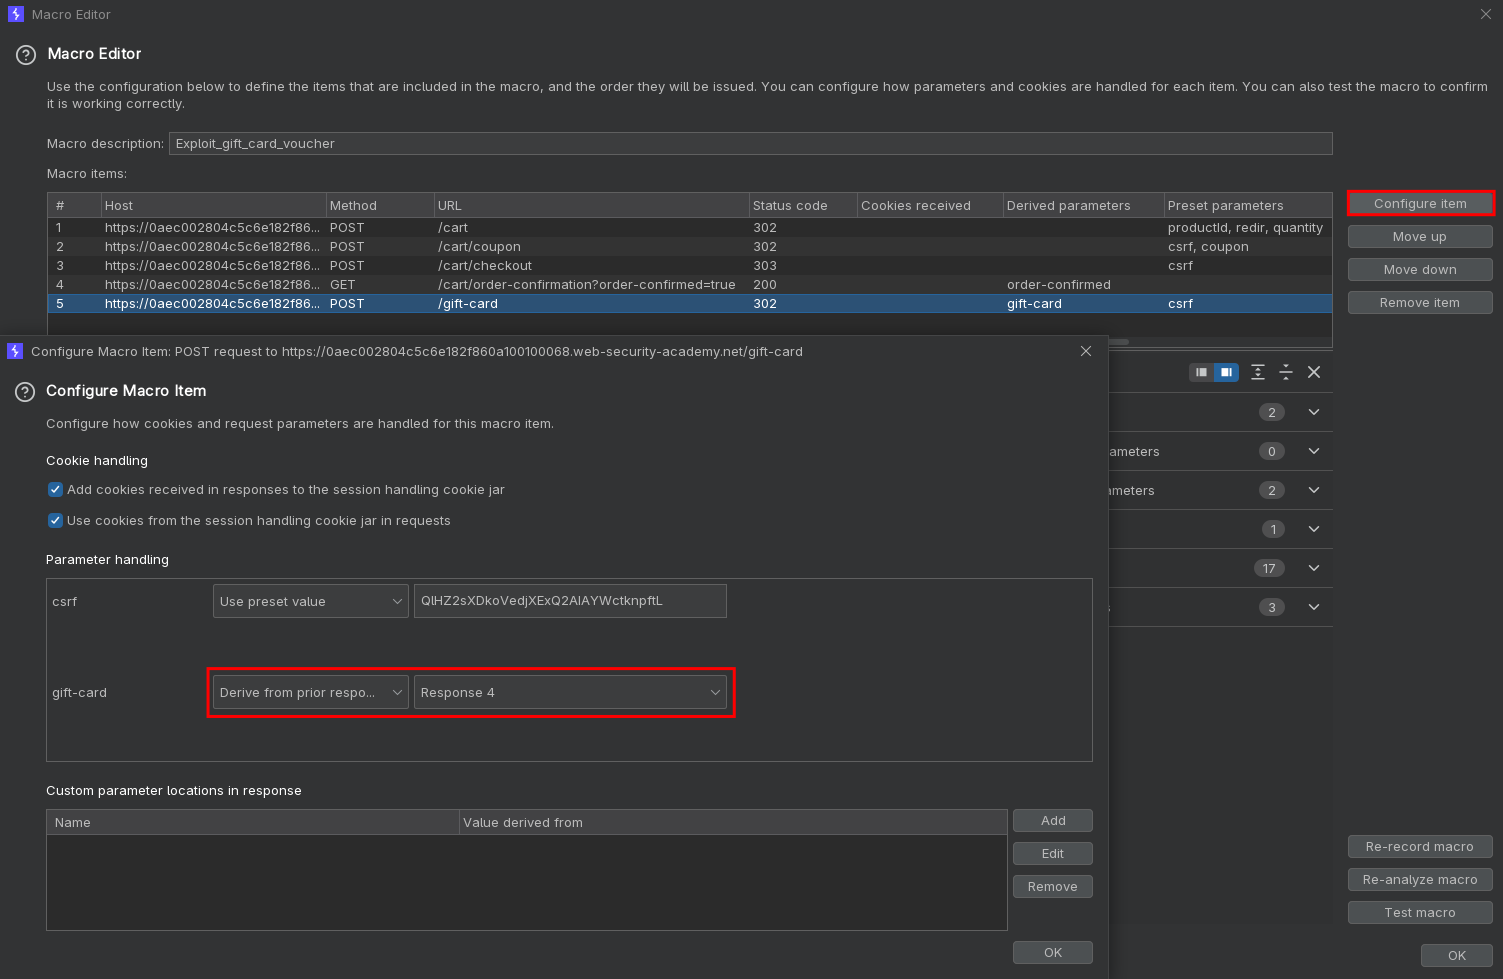 Macro Editor
Macro Editor
Use the configuration below to define the items that are included in the macro, and the order they will be issued. You can configure how parameters and cookies are handled for each item. You can also test the macro to confirm
it is working correctly.
Macro description: Exploit_gift_card_voucher
Macro items:
# Host Method URL Status code Cookies received Derived parameters Preset parameters
Configure item
1 https://0aec002804c5c6e182f86... POST /cart 302 productId, redir, quantity
Move up
2 https://0aec002804c5c6e182f86... POST /cart/coupon 302 csrf, coupon
3 https://0aec002804c5c6e182f86... POST /cart/checkout 303 csrf
Move down
4 https://0aec002804c5c6e182f86... GET /cart/order-confirmation?order-confirmed=true 200 order-confirmed
5 https://0aec002804c5c6e182f86... POST /gift-card 302 gift-card csrf
Remove item
Configure Macro Item: POST request to https://0aec002804c5c6e182f860a100100068.web-security-academy.net/gift-card
Configure Macro Item
Configure how cookies and request parameters are handled for this macro item.
Cookie handling
Add cookies received in responses to the session handling cookie jar
Use cookies from the session handling cookie jar in requests
Parameter handling
csrf Use preset value
gift-card Derive from prior respo... Response 4
Custom parameter locations in response
Name Value derived from
Add
Edit
Remove
OK
2
ameters 0
meters 2
1
17
3
Re-record macro
Re-analyze macro
Test macro
OK